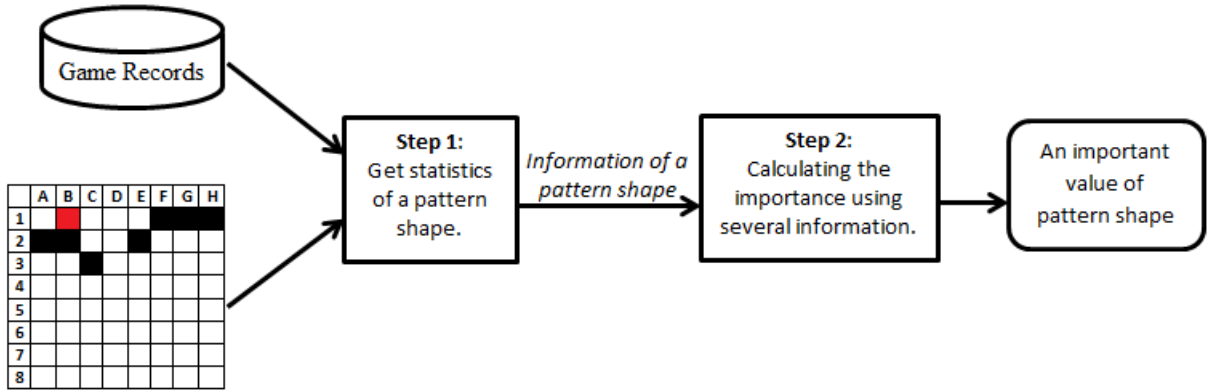 Game Records
A B C D E F G H
1
2
3
4
5
6
7
8
Step 1:
Get statistics
of a pattern
shape.
Information of a
pattern shape
Step 2:
Calculating the
importance using
several information.
An important
value of
pattern shape